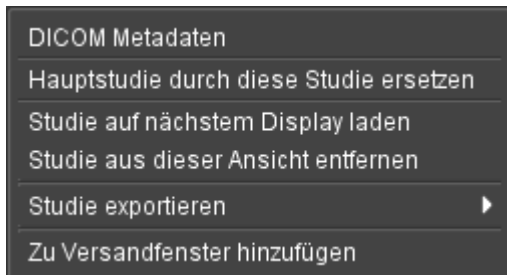 DICOM Metadaten
Hauptstudie durch diese Studie ersetzen
Studie auf nächstem Display laden
Studie aus dieser Ansicht entfernen
Studie exportieren
Zu Versandfenster hinzufügen